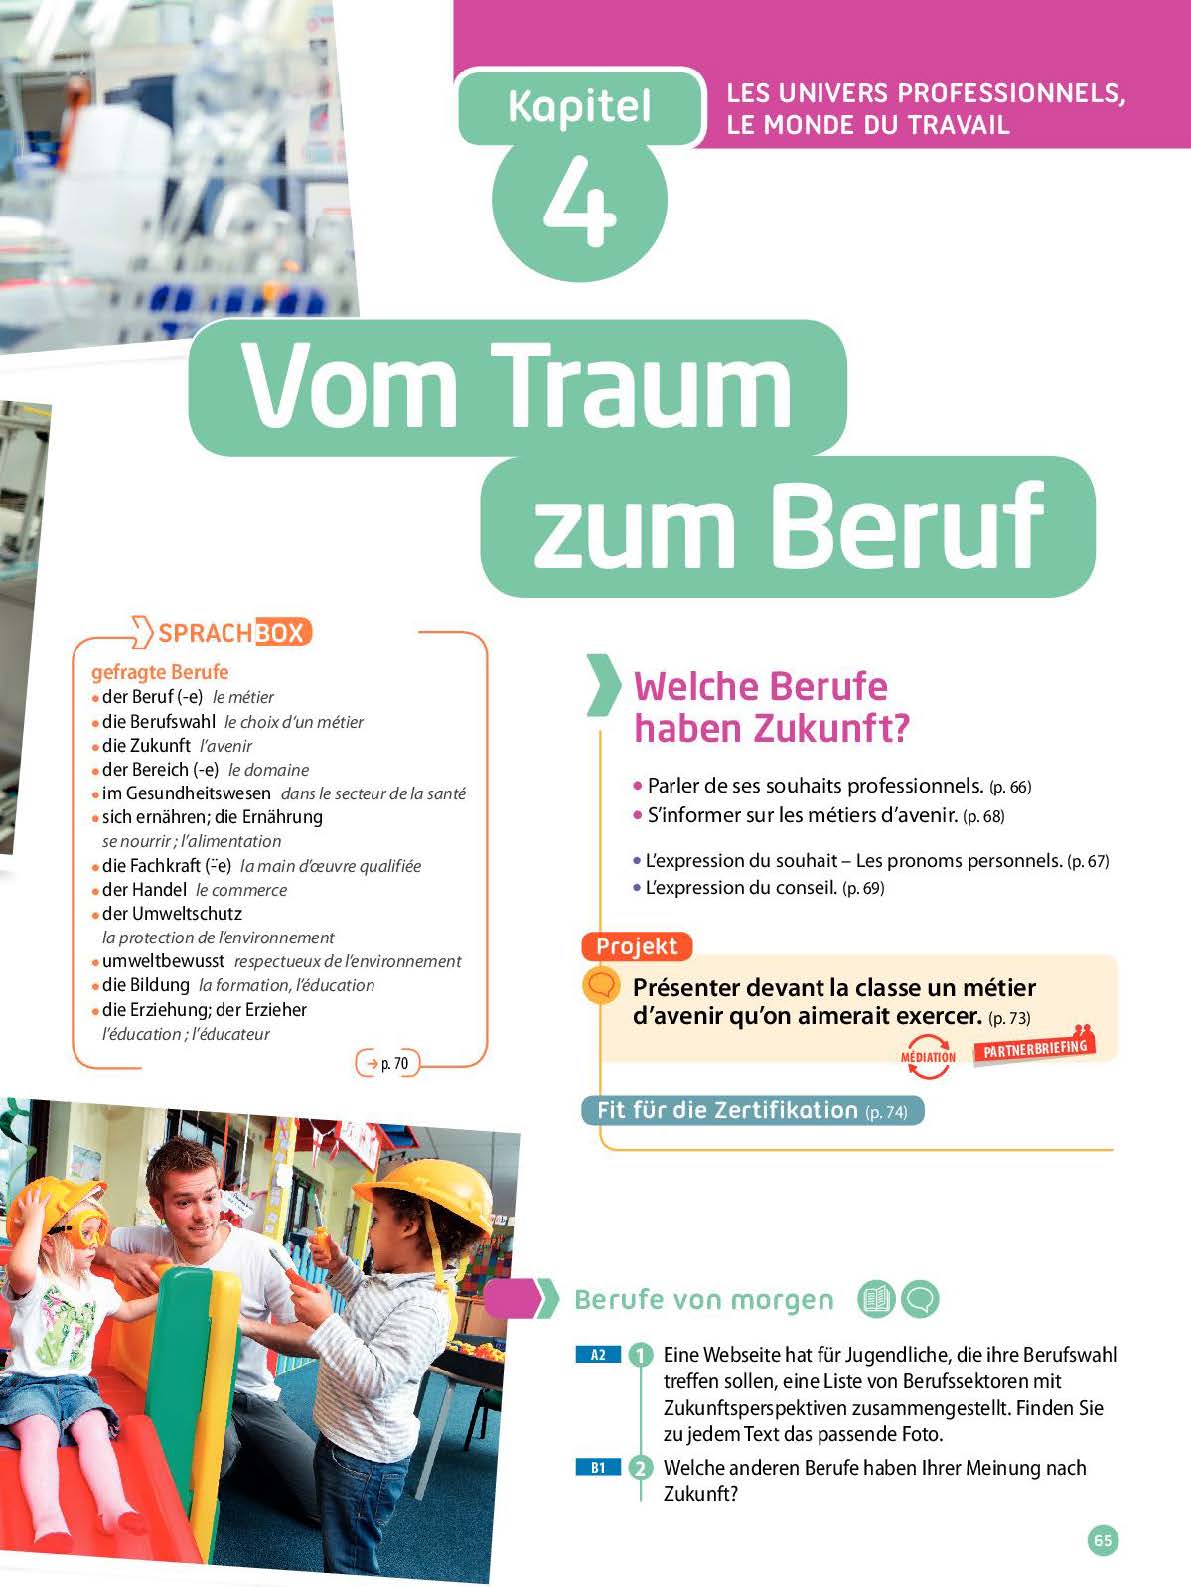 Kapitel
4
LES UNIVERS PROFESSIONNELS,
LE MONDE DU TRAVAIL
Vom Traum
zum Beruf
SPRACHBOX
gefragte Berufe
• der Beruf (-e) le métier
• die Berufswahl le choix d'un métier
• die Zukunft l'avenir
• der Bereich (-e) le domaine
• im Gesundheitswesen dans le secteur de la santé
• sich ernähren; die Ernährung
se nourrir ; l'alimentation
• die Fachkraft (¨-e) la main d'œuvre qualifiée
• der Handel le commerce
• der Umweltschutz
la protection de l'environnement
• umweltbewusst respectueux de l'environnement
• die Bildung la formation, l'éducation
• die Erziehung; der Erzieher
l'éducation ; l'éducateur
→ p. 70
Welche Berufe
haben Zukunft?
• Parler de ses souhaits professionnels. (p. 66)
• S'informer sur les métiers d'avenir. (p. 68)
• L'expression du souhait – Les pronoms personnels. (p. 67)
• L'expression du conseil. (p. 69)
Projekt
Présenter devant la classe un métier
d'avenir qu'on aimerait exercer. (p. 73)
MÉDIATION
PARTNERBRIEFING
Fit für die Zertifikation (p. 74)
Berufe von morgen
A2 1 Eine Webseite hat für Jugendliche, die ihre Berufswahl
treffen sollen, eine Liste von Berufssektoren mit
Zukunftsperspektiven zusammengestellt. Finden Sie
zu jedem Text das passende Foto.
B1 2 Welche anderen Berufe haben Ihrer Meinung nach
Zukunft?
65